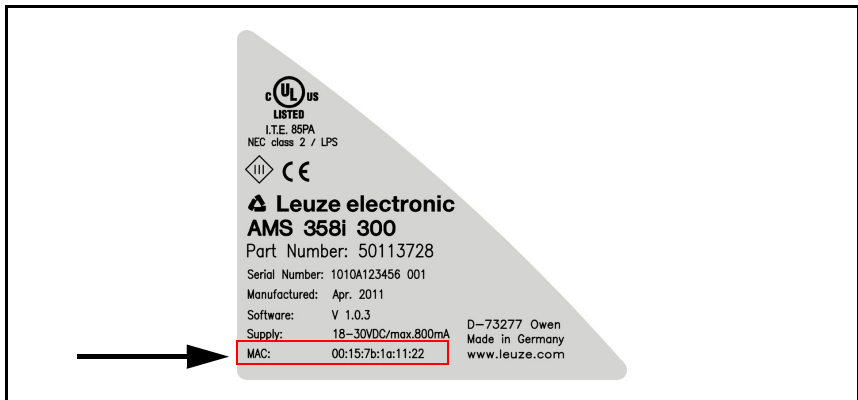 C UL US
LISTED
I.T.E. 85PA
NEC class 2 / LPS
III CE
Leuze electronic
AMS 358i 300
Part Number: 50113728
Serial Number: 1010A123456 001
Manufactured: Apr. 2011
Software: V 1.0.3
Supply: 18-30VDC/max.800mA
MAC: 00:15:7b:1a:11:22
D-73277 Owen
Made in Germany
www.leuze.com